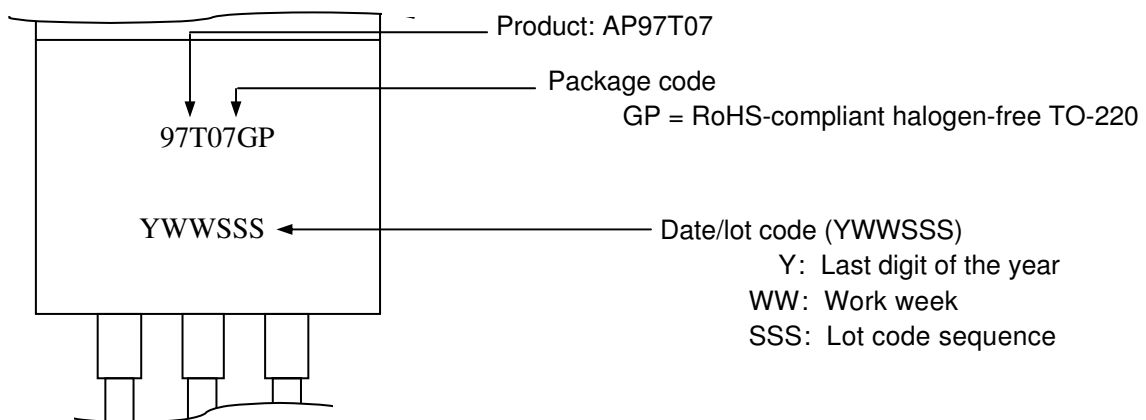 Product: AP97T07
Package code
GP = RoHS-compliant halogen-free TO-220
97T07GP
YWWSSS
Date/lot code (YWWSSS)
Y: Last digit of the year
WW: Work week
SSS: Lot code sequence